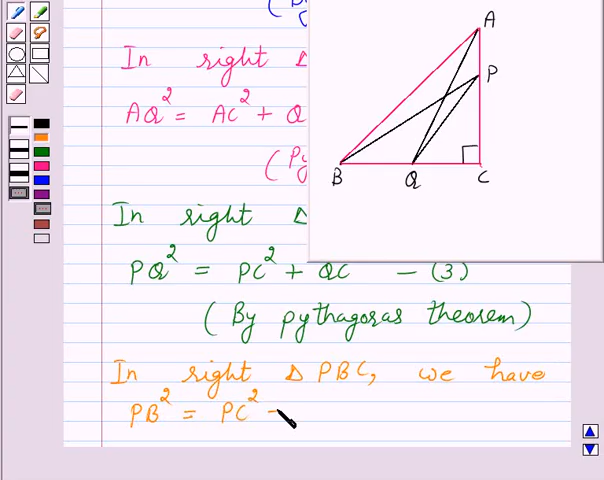 In right Δ
AQ² = AC² + Q
(Py
In right Δ
PQ² = PC² + QC² – (3)
(By pythagoras theorem)
In right Δ PBC, we have
PB² = PC² -
A
P
B
Q
C